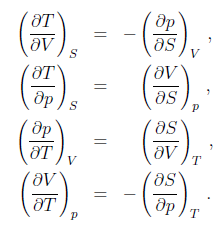 (∂T/∂V)_S = −(∂p/∂S)_V ,
(∂T/∂p)_S = (∂V/∂S)_p ,
(∂p/∂T)_V = (∂S/∂V)_T ,
(∂V/∂T)_p = −(∂S/∂p)_T .